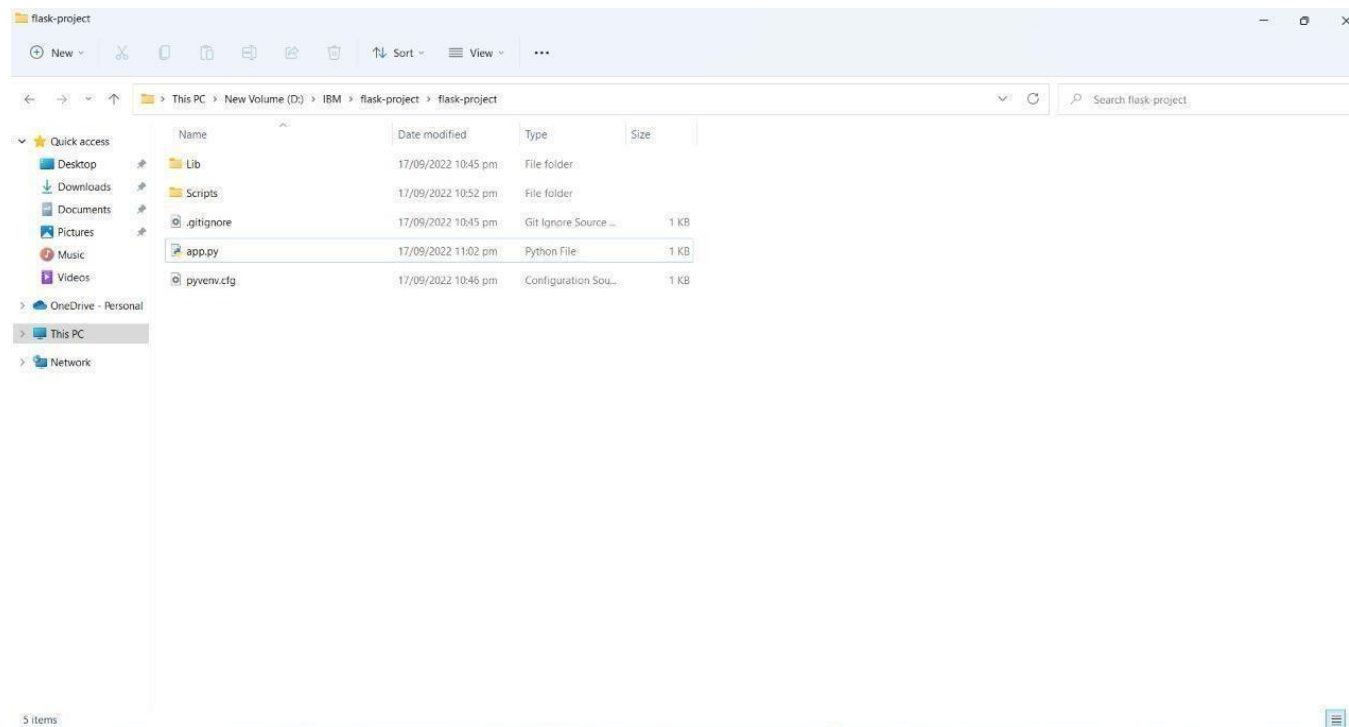 flask-project
New Sort View
This PC > New Volume (D:) > IBM > flask-project > flask-project
Search flask-project
Quick access
Desktop
Downloads
Documents
Pictures
Music
Videos
OneDrive - Personal
This PC
Network
Name Date modified Type Size
Lib 17/09/2022 10:45 pm File folder
Scripts 17/09/2022 10:52 pm File folder
.gitignore 17/09/2022 10:45 pm Git Ignore Source ... 1 KB
app.py 17/09/2022 11:02 pm Python File 1 KB
pyvenv.cfg 17/09/2022 10:46 pm Configuration Sou... 1 KB
5 items